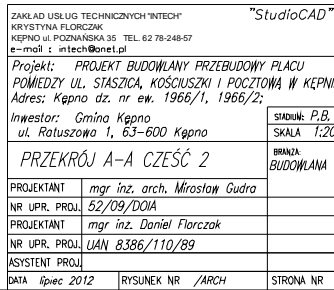 ZAKŁAD USŁUG TECHNICZNYCH "INTECH"
"StudioCAD"
KRYSTYNA FLORCZAK
KĘPNO ul. POZNAŃSKA 35 TEL. 62 78-248-57
e-mail : intech@onet.pl
Projekt: PROJEKT BUDOWLANY PRZEBUDOWY PLACU
POMIEDZY UL. STASZICA, KOŚCIUSZKI I POCZTOWĄ W KĘPNI
Adres: Kępno dz. nr ew. 1966/1, 1966/2;
Inwestor: Gmina Kępno
ul. Ratuszowa 1, 63-600 Kępno
STADIUM: P.B.
SKALA 1:20
PRZEKRÓJ A-A CZEŚĆ 2
BRANŻA:
BUDOWLANA
PROJEKTANT mgr inż. arch. Mirosław Gudra
NR UPR. PROJ. 52/09/DOIA
PROJEKTANT mgr inż. Daniel Florczak
NR UPR. PROJ. UAN 8386/110/89
ASYSTENT PROJ.
DATA lipiec 2012 RYSUNEK NR /ARCH STRONA NR